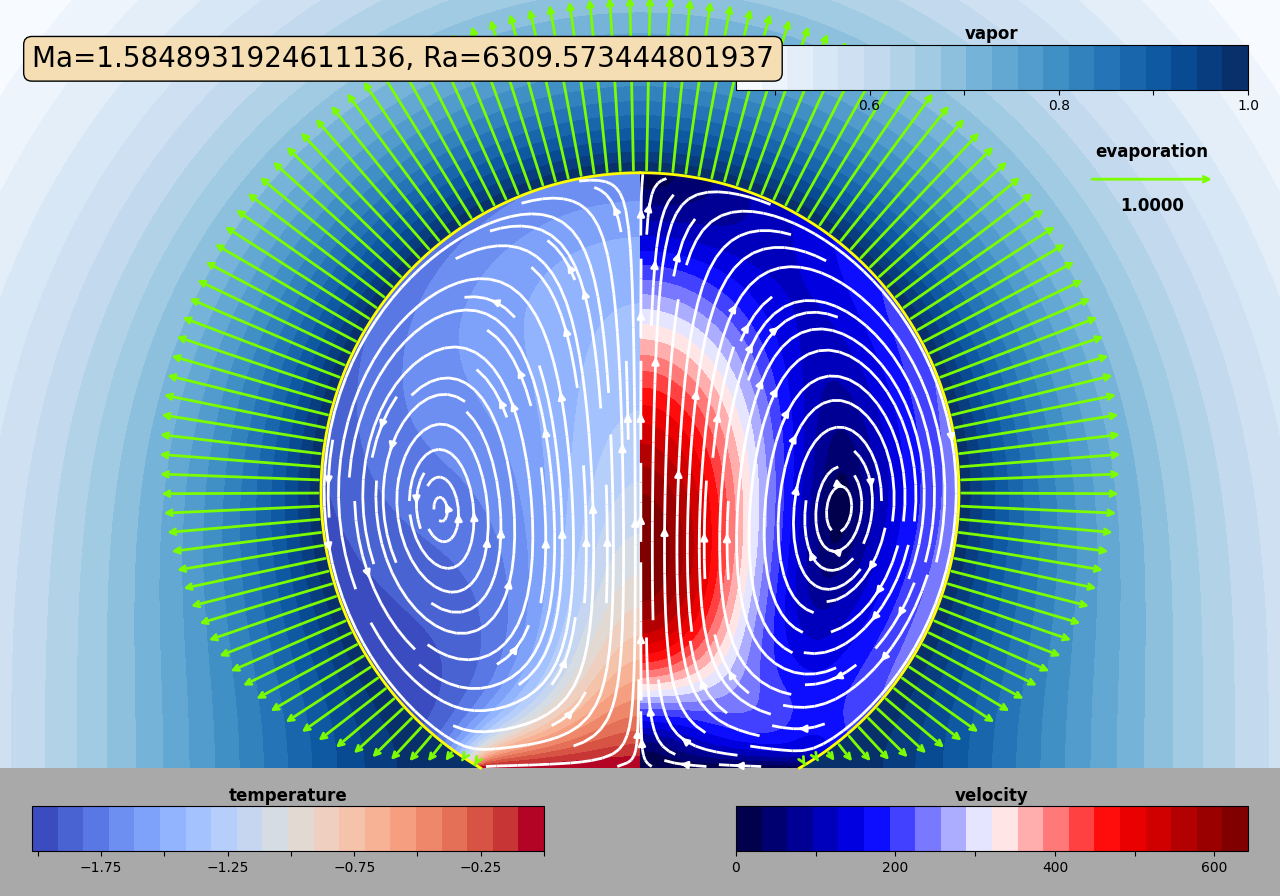 vapor
Ma=1.5848931924611136, Ra=6309.573444801937
0.6 0.8 1.0
evaporation
1.0000
temperature
−1.75 −1.25 −0.75 −0.25
velocity
0 200 400 600